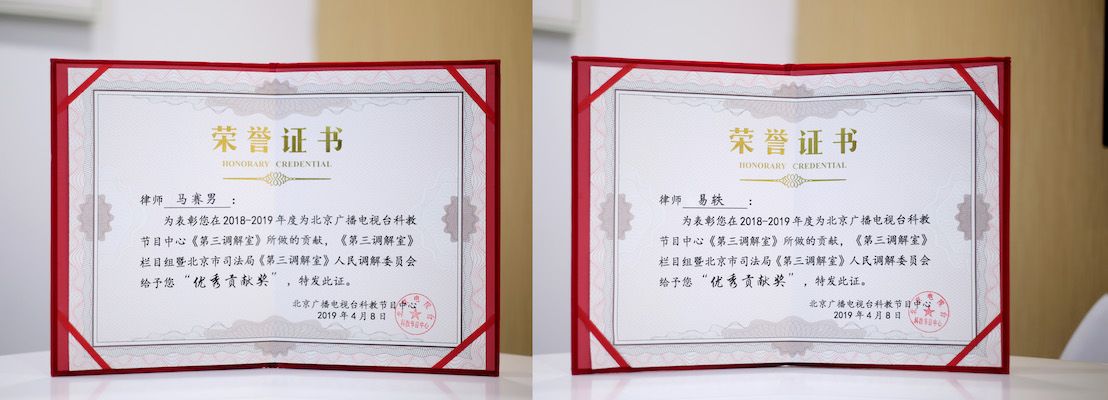 荣誉证书
HONORARY CREDENTIAL
律师 马赛男 :
为表彰您在2018-2019年度为北京广播电视台科教
节目中心《第三调解室》所做的贡献，《第三调解室》
栏目组暨北京市司法局《第三调解室》人民调解委员会
给予您“优秀贡献奖”，特发此证。
北京广播电视台科教节目中心
2019年4月8日
荣誉证书
HONORARY CREDENTIAL
律师 易轶 :
为表彰您在2018-2019年度为北京广播电视台科教
节目中心《第三调解室》所做的贡献，《第三调解室》
栏目组暨北京市司法局《第三调解室》人民调解委员会
给予您“优秀贡献奖”，特发此证。
北京广播电视台科教节目中心
2019年4月8日